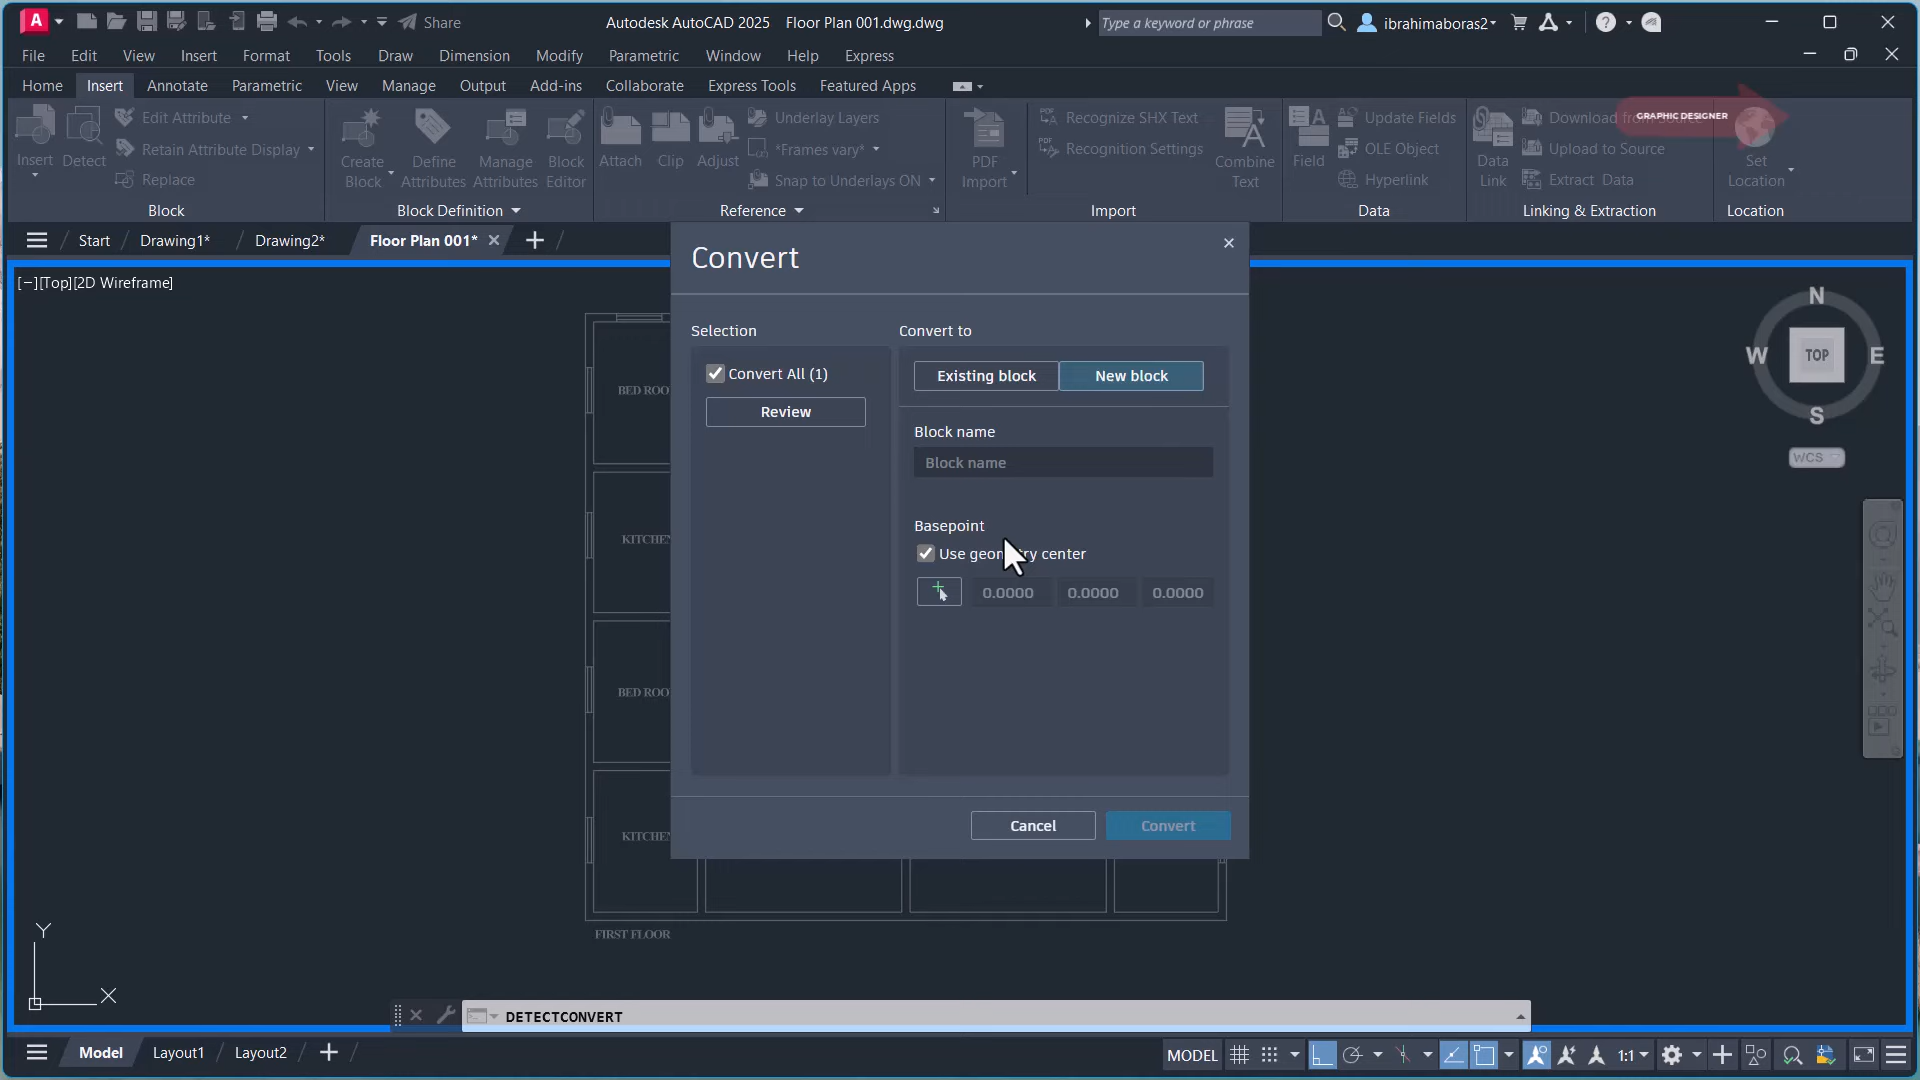 Share
Autodesk AutoCAD 2025 Floor Plan 001.dwg.dwg
Type a keyword or phrase
ibrahimaboras2
File Edit View Insert Format Tools Draw Dimension Modify Parametric Window Help Express
Home Insert Annotate Parametric View Manage Output Add-ins Collaborate Express Tools Featured Apps
Insert
Detect
Edit Attribute
Retain Attribute Display
Replace
Block
Create Block
Define Attributes
Manage Attributes
Block Editor
Block Definition
Attach
Clip
Adjust
Underlay Layers
*Frames vary*
Snap to Underlays ON
Reference
PDF Import
Recognize SHX Text
Recognition Settings
Combine Text
Import
Field
Update Fields
OLE Object
Hyperlink
Data
Data Link
Download from Source
Upload to Source
Extract Data
Linking & Extraction
GRAPHIC DESIGNER
Set Location
Location
Start Drawing1* Drawing2* Floor Plan 001*
[−][Top][2D Wireframe]
Convert
Selection
Convert All (1)
Review
Convert to
Existing block New block
Block name
Block name
Basepoint
Use geometry center
0.0000 0.0000 0.0000
Cancel Convert
BED ROO
KITCHEN
BED ROO
KITCHEN
FIRST FLOOR
N
W TOP E
S
WCS
Y
X
DETECTCONVERT
Model Layout1 Layout2
MODEL
1:1